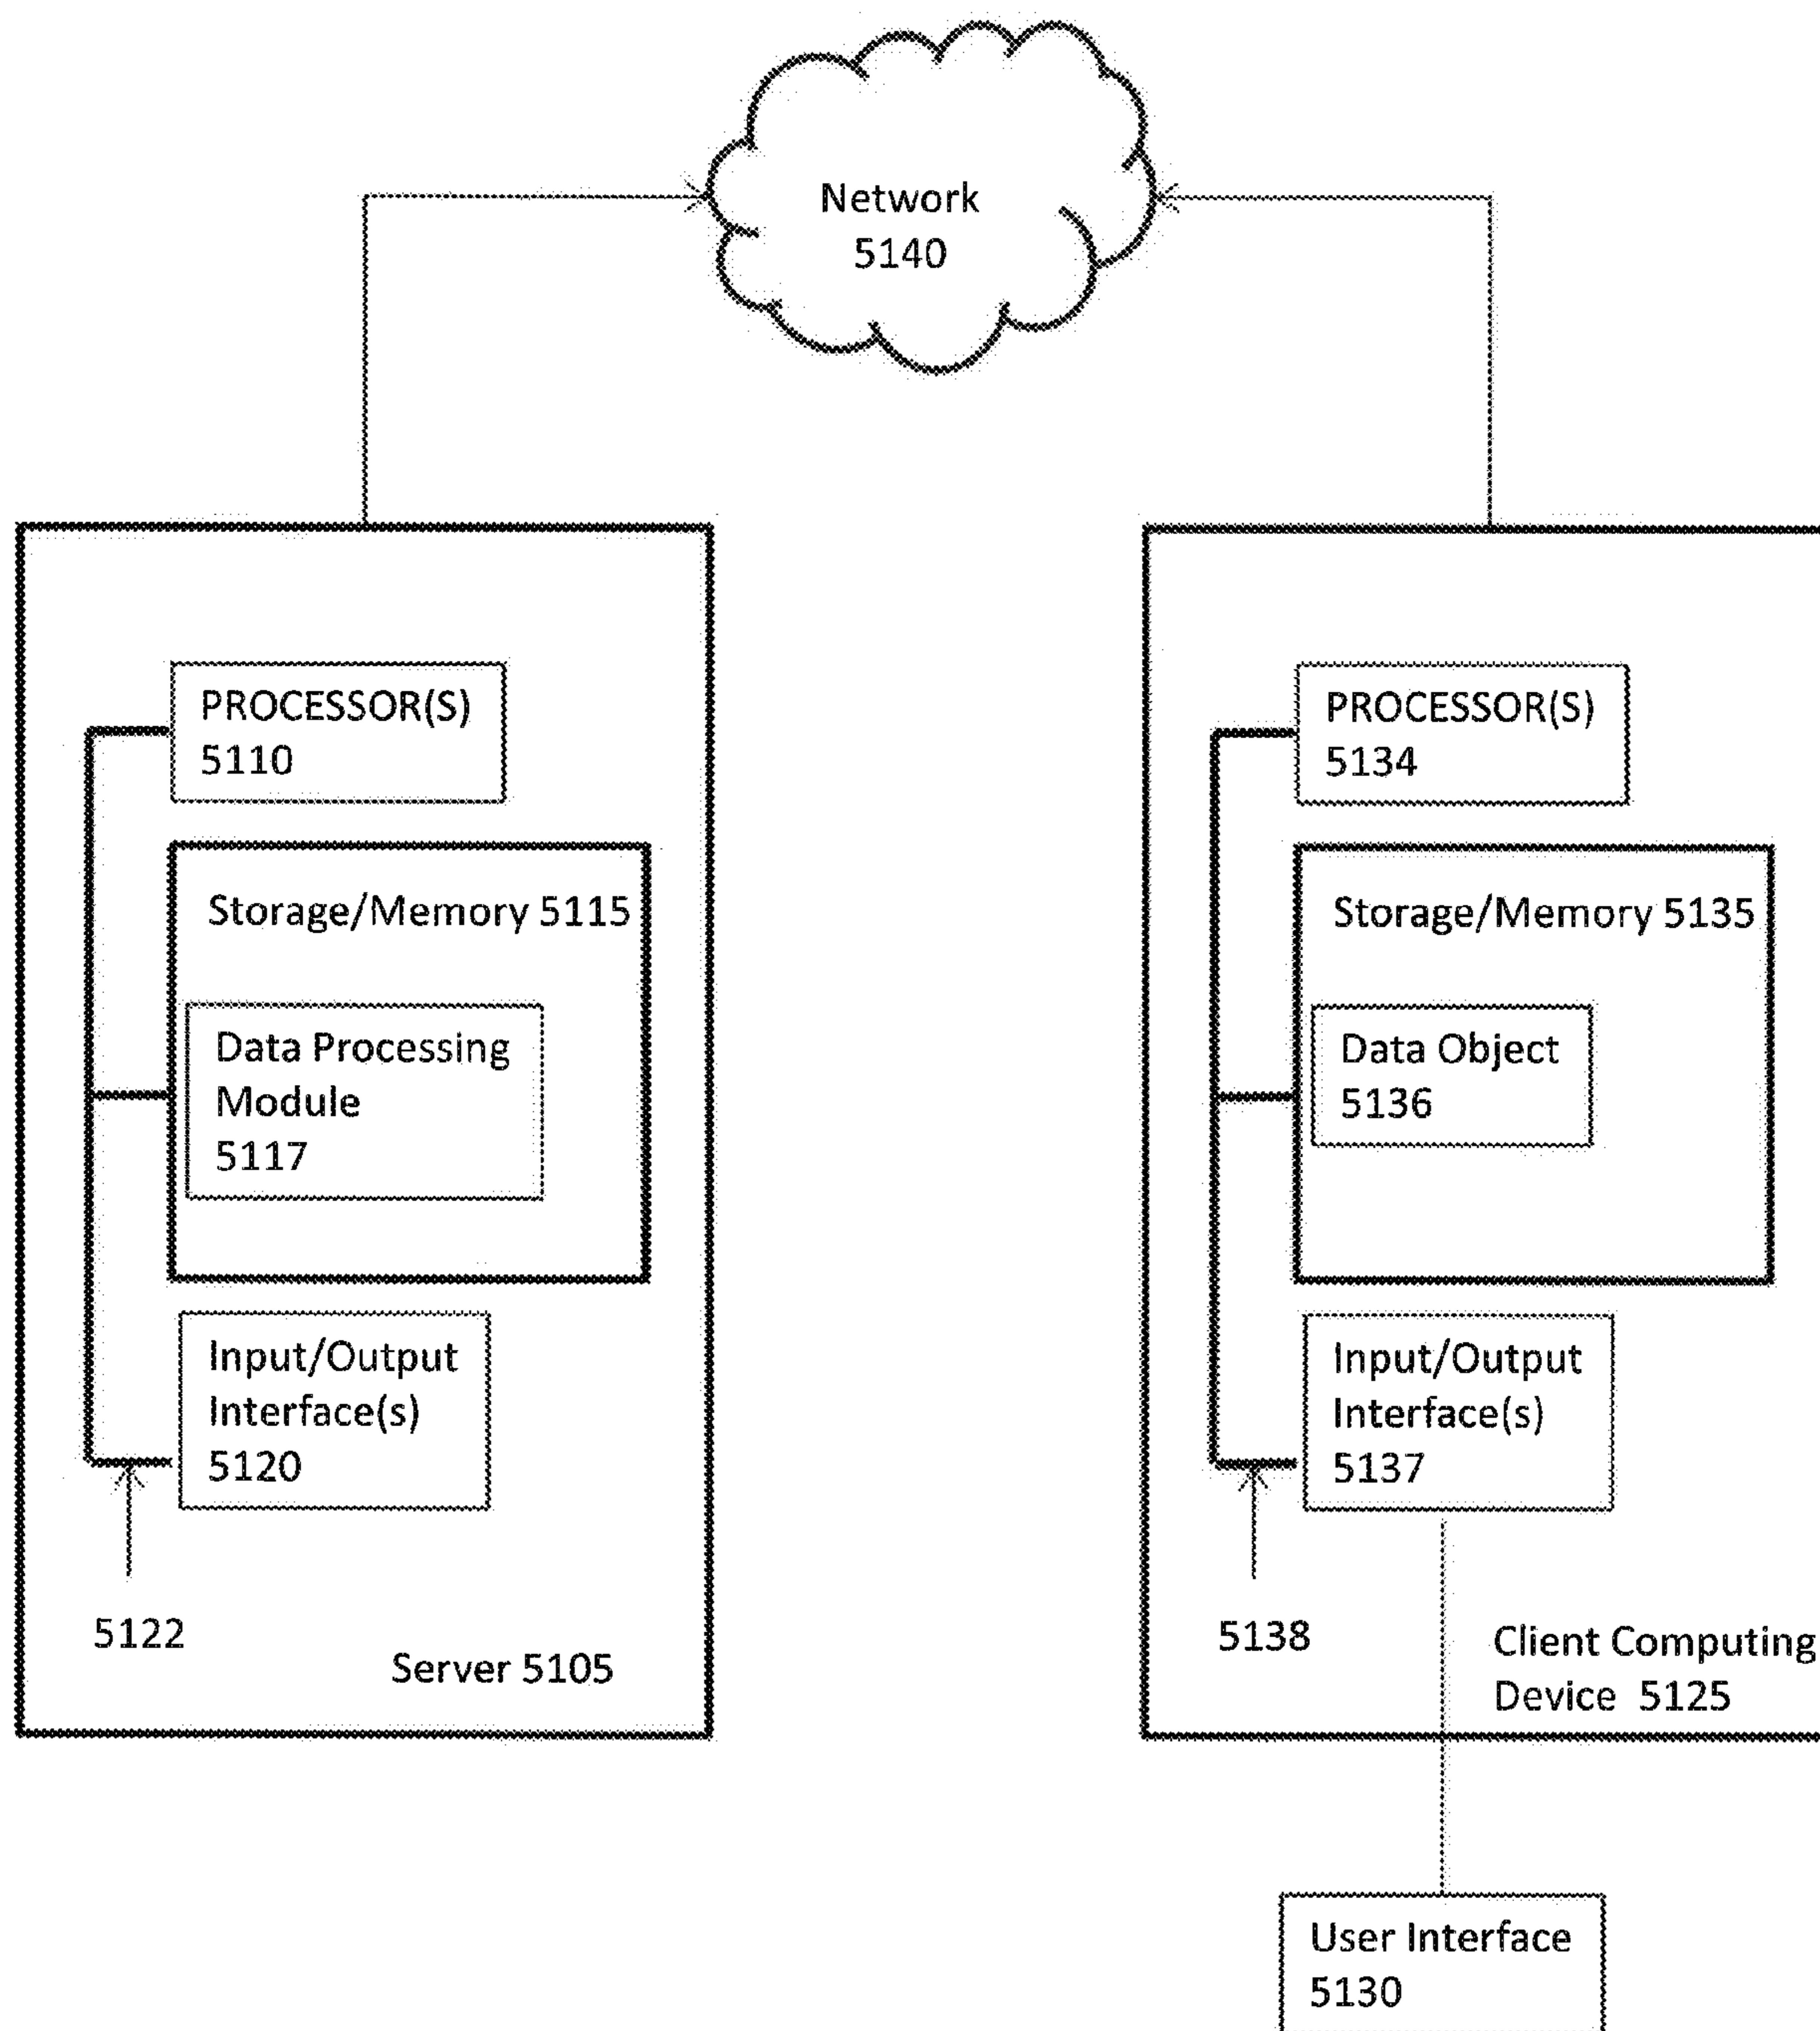 Network
5140
PROCESSOR(S)
5110
Storage/Memory 5115
Data Processing
Module
5117
Input/Output
Interface(s)
5120
5122
Server 5105
PROCESSOR(S)
5134
Storage/Memory 5135
Data Object
5136
Input/Output
Interface(s)
5137
5138
Client Computing
Device 5125
User Interface
5130